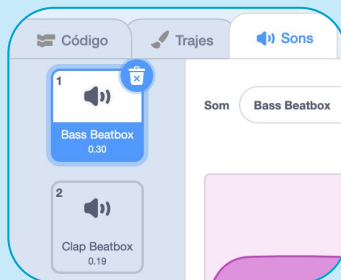 Código
Trajes
Sons
1
Bass Beatbox
0.30
Som
Bass Beatbox
2
Clap Beatbox
0.19